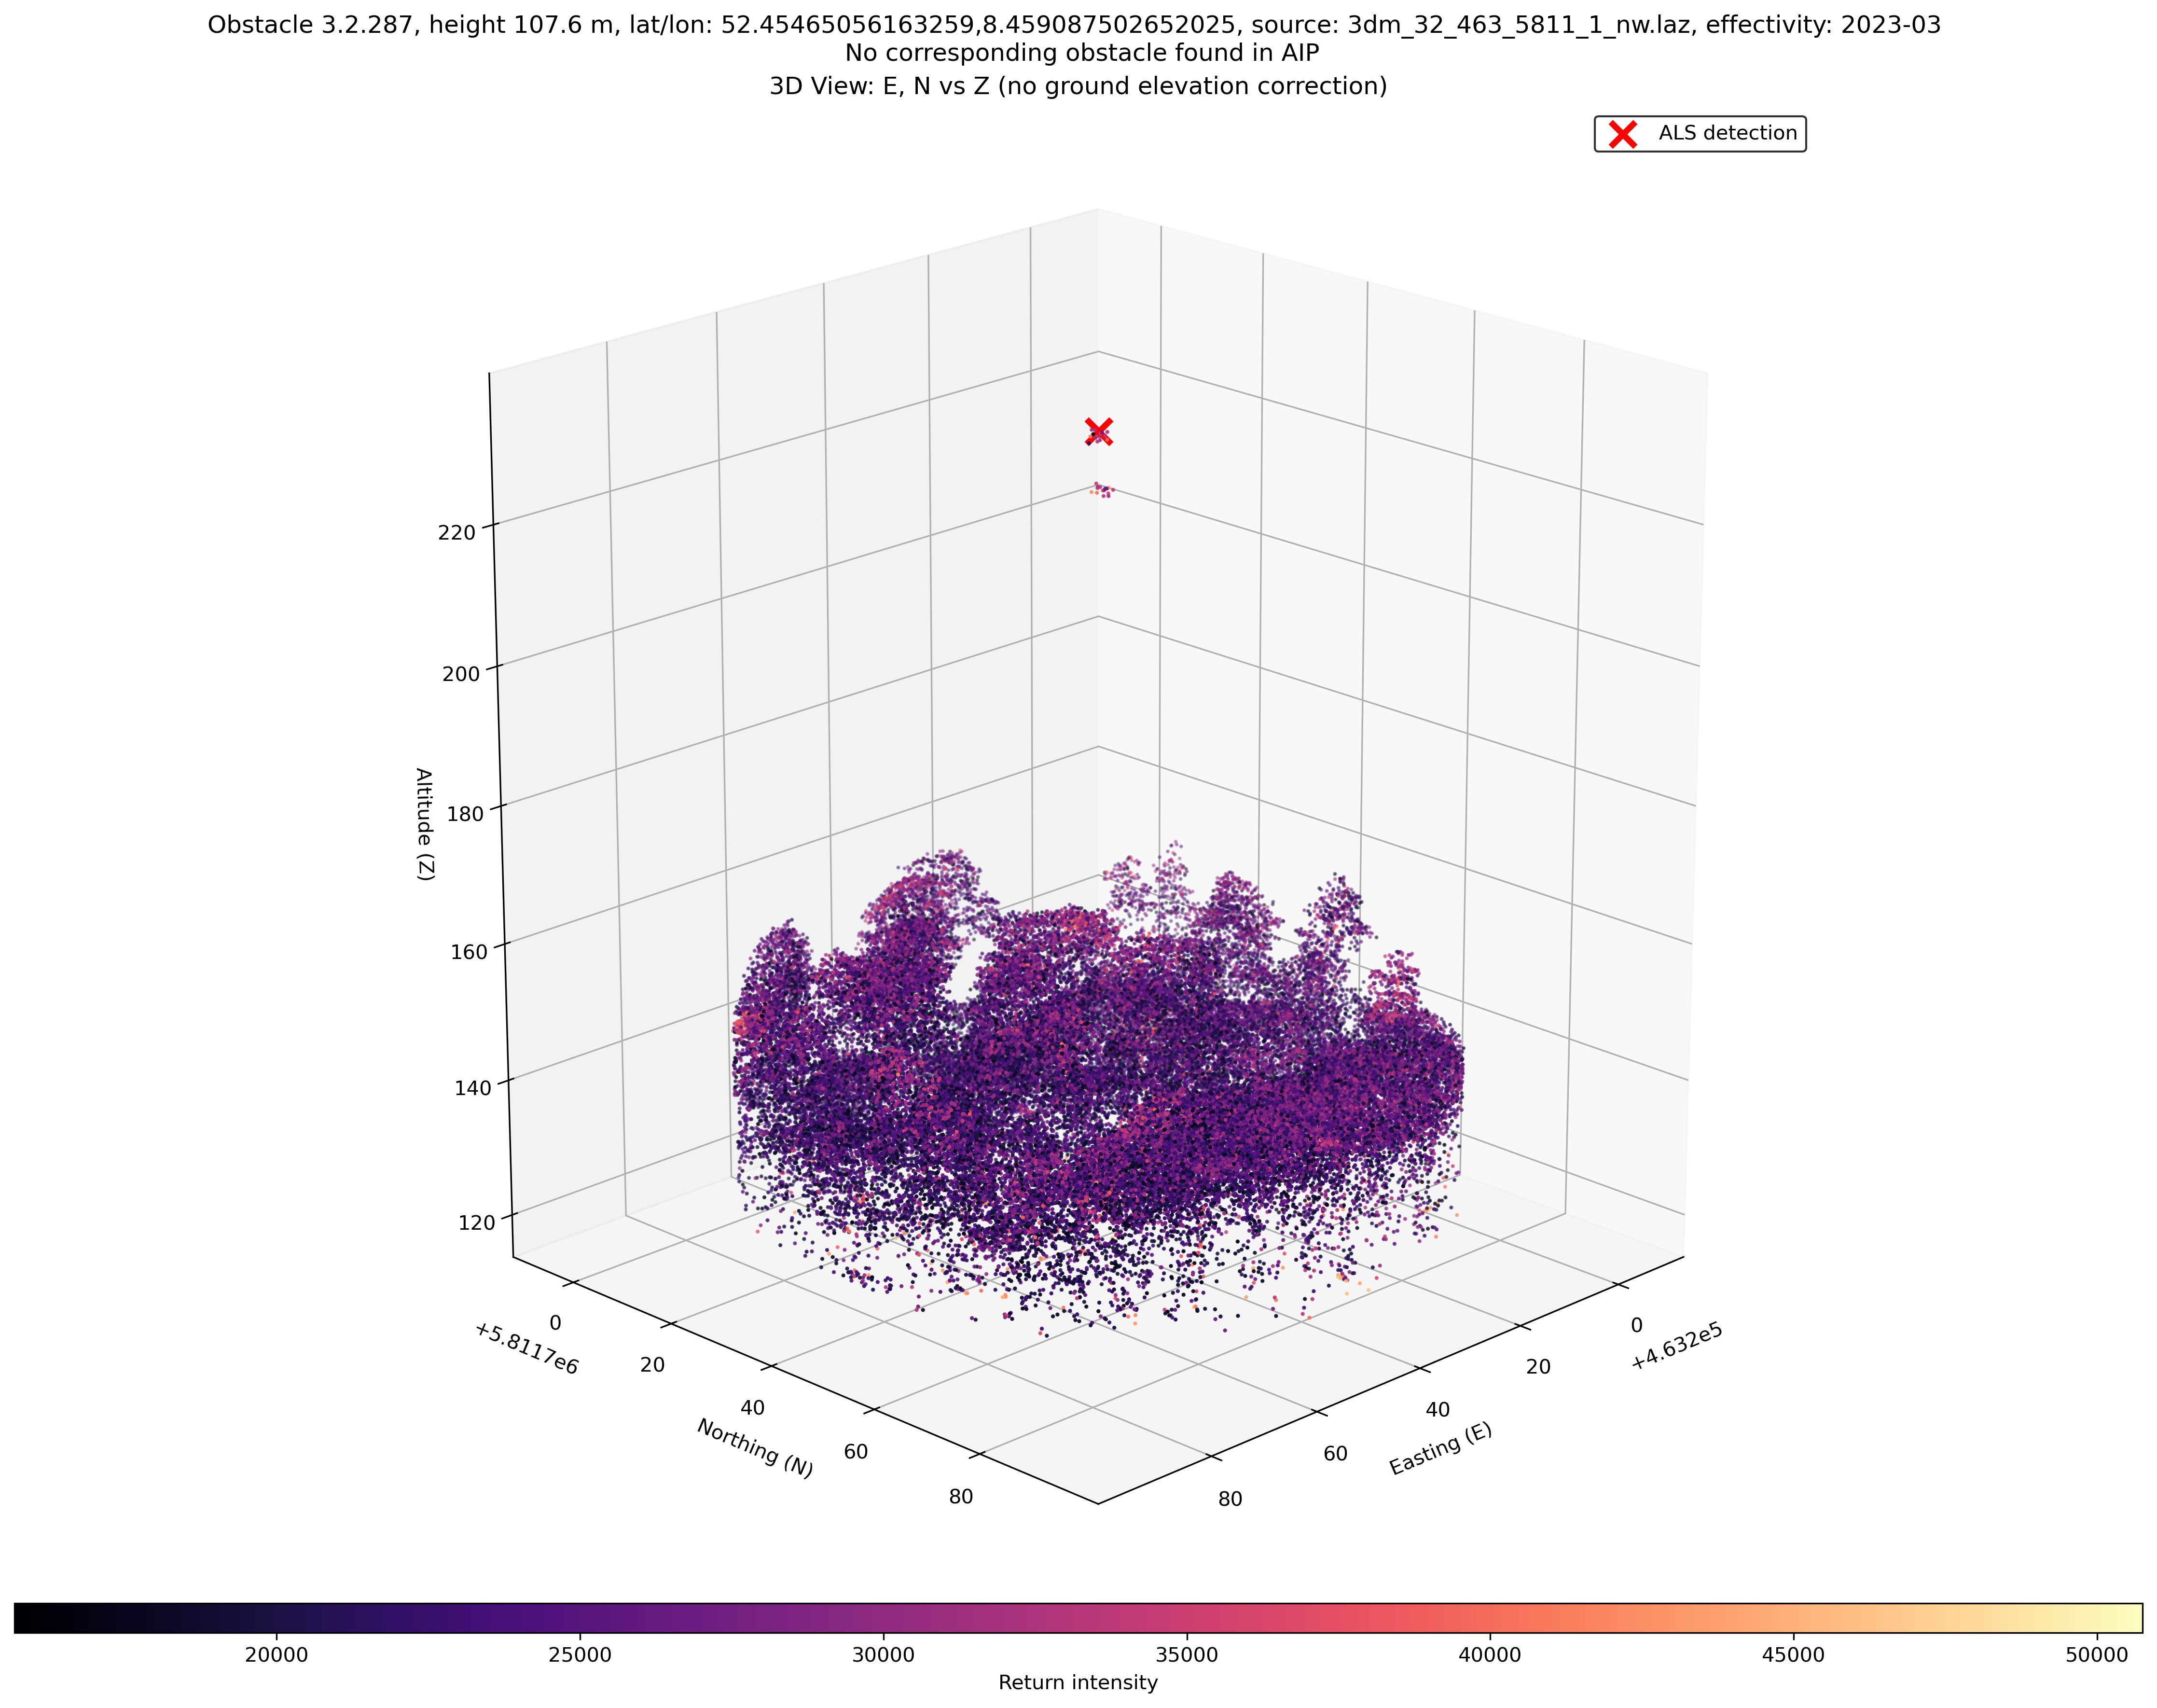 Obstacle 3.2.287, height 107.6 m, lat/lon: 52.45465056163259,8.459087502652025, source: 3dm_32_463_5811_1_nw.laz, effectivity: 2023-03
No corresponding obstacle found in AIP
3D View: E, N vs Z (no ground elevation correction)
ALS detection
220
200
180
160
140
120
Altitude (Z)
0
20
40
60
80
+5.8117e6
Northing (N)
0
20
40
60
80
+4.632e5
Easting (E)
20000
25000
30000
35000
40000
45000
50000
Return intensity